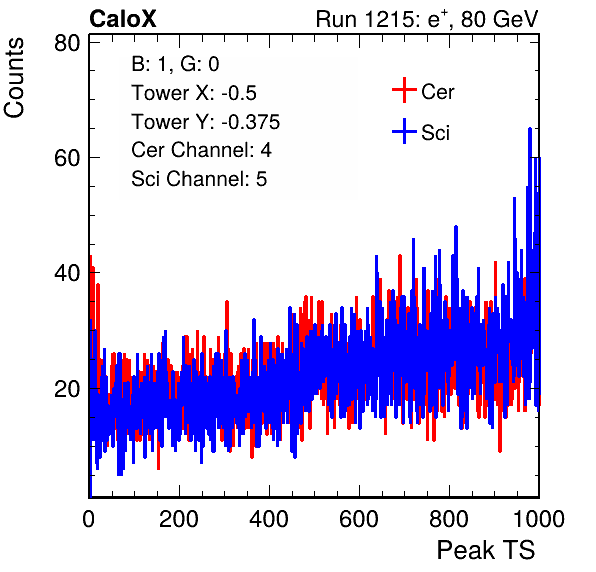 CaloX Run 1215: e⁺, 80 GeV
Counts
80
60
40
20
B: 1, G: 0
Tower X: -0.5
Tower Y: -0.375
Cer Channel: 4
Sci Channel: 5
Cer
Sci
0 200 400 600 800 1000
Peak TS